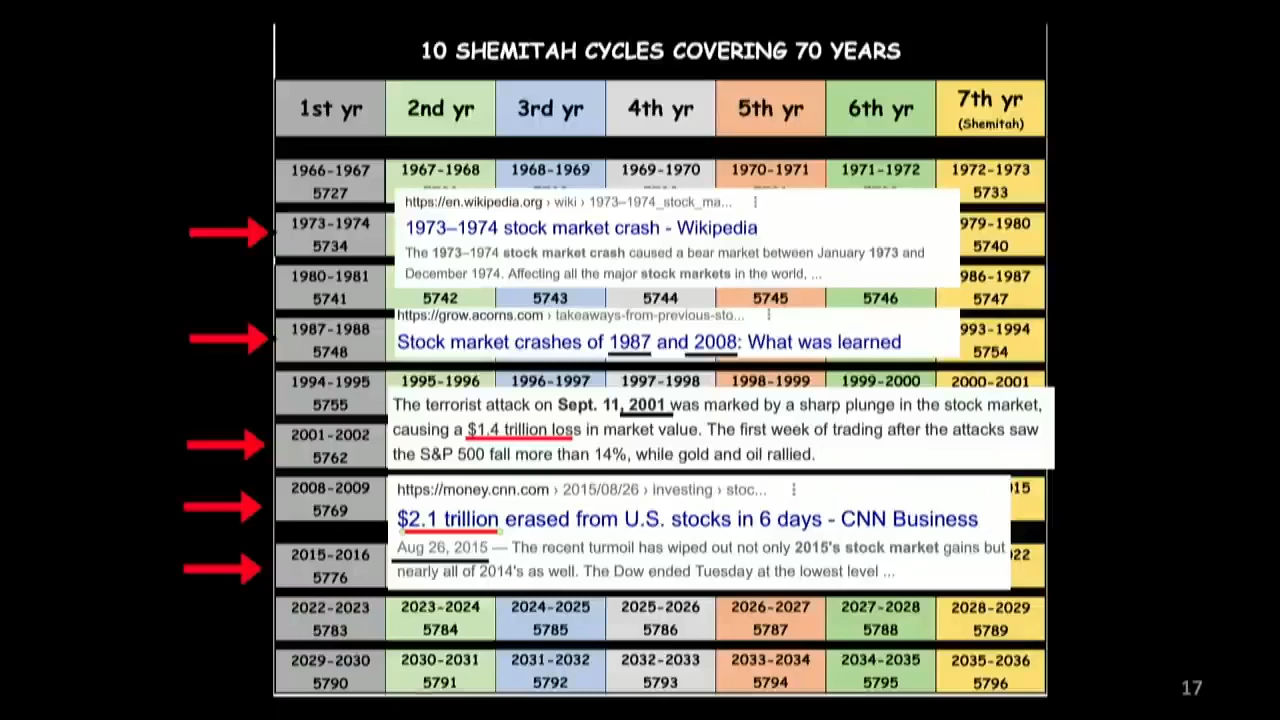 10 SHEMITAH CYCLES COVERING 70 YEARS
1st yr 2nd yr 3rd yr 4th yr 5th yr 6th yr 7th yr
(Shemitah)
1966-1967 1967-1968 1968-1969 1969-1970 1970-1971 1971-1972 1972-1973
5727 5733
https://en.wikipedia.org › wiki › 1973–1974_stock_ma...
1973-1974 1973–1974 stock market crash - Wikipedia 979-1980
5734 The 1973–1974 stock market crash caused a bear market between January 1973 and 5740
December 1974. Affecting all the major stock markets in the world, ...
1980-1981 986-1987
5741 5742 5743 5744 5745 5746 5747
https://grow.acorns.com › takeaways-from-previous-sto...
1987-1988 993-1994
5748 Stock market crashes of 1987 and 2008: What was learned 5754
1994-1995 1995-1996 1996-1997 1997-1998 1998-1999 1999-2000 2000-2001
5755 The terrorist attack on Sept. 11, 2001 was marked by a sharp plunge in the stock market,
2001-2002 causing a $1.4 trillion loss in market value. The first week of trading after the attacks saw
5762 the S&P 500 fall more than 14%, while gold and oil rallied.
2008-2009 https://money.cnn.com › 2015/08/26 › investing › stoc... 15
5769 $2.1 trillion erased from U.S. stocks in 6 days - CNN Business
2015-2016 Aug 26, 2015 — The recent turmoil has wiped out not only 2015's stock market gains but 22
5776 nearly all of 2014's as well. The Dow ended Tuesday at the lowest level ...
2022-2023 2023-2024 2024-2025 2025-2026 2026-2027 2027-2028 2028-2029
5783 5784 5785 5786 5787 5788 5789
2029-2030 2030-2031 2031-2032 2032-2033 2033-2034 2034-2035 2035-2036
5790 5791 5792 5793 5794 5795 5796
17